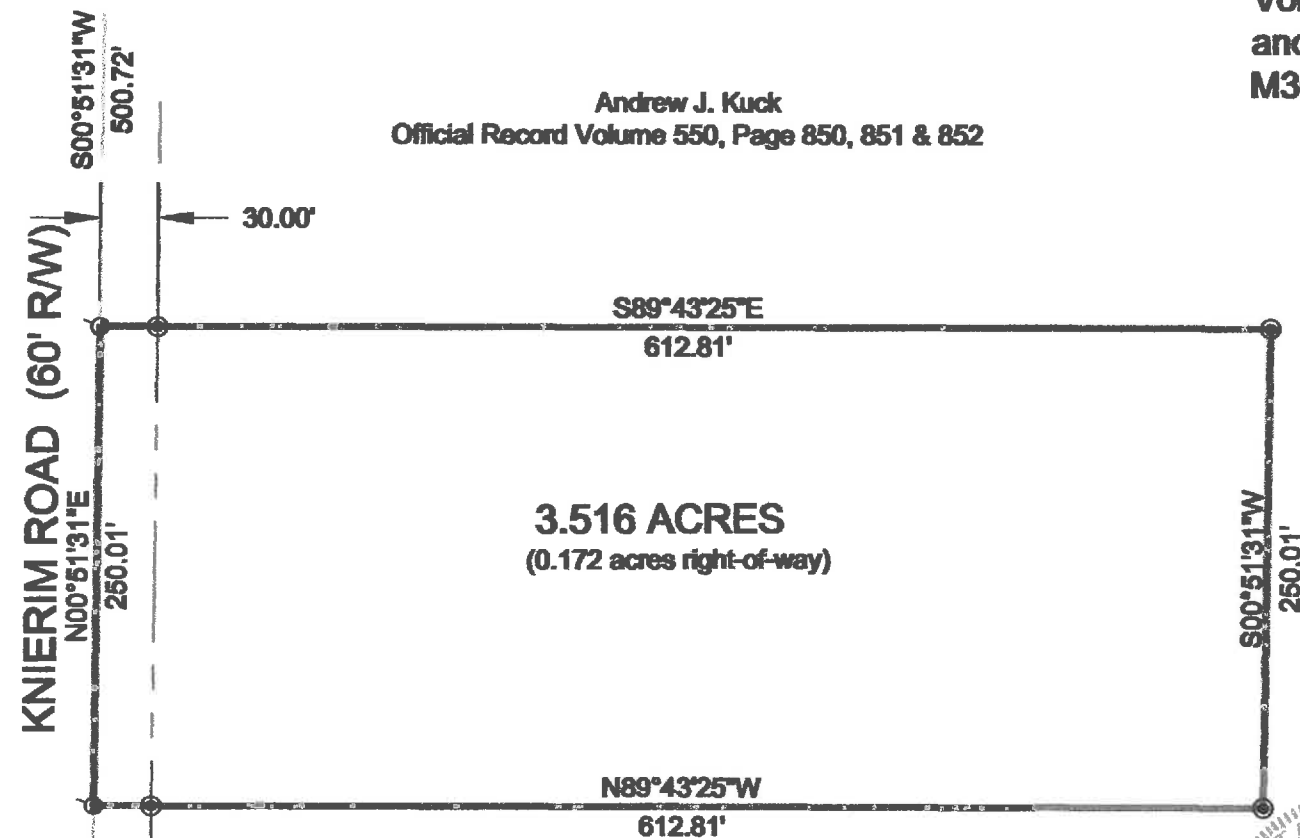 and
M3
S00°51'31"W
500.72'
Andrew J. Kuck
Official Record Volume 550, Page 850, 851 & 852
30.00'
KNIERIM ROAD (60' R/W)
S89°43'25"E
612.81'
N00°51'31"E
250.01'
3.516 ACRES
(0.172 acres right-of-way)
S00°51'31"W
250.01'
N89°43'25"W
612.81'